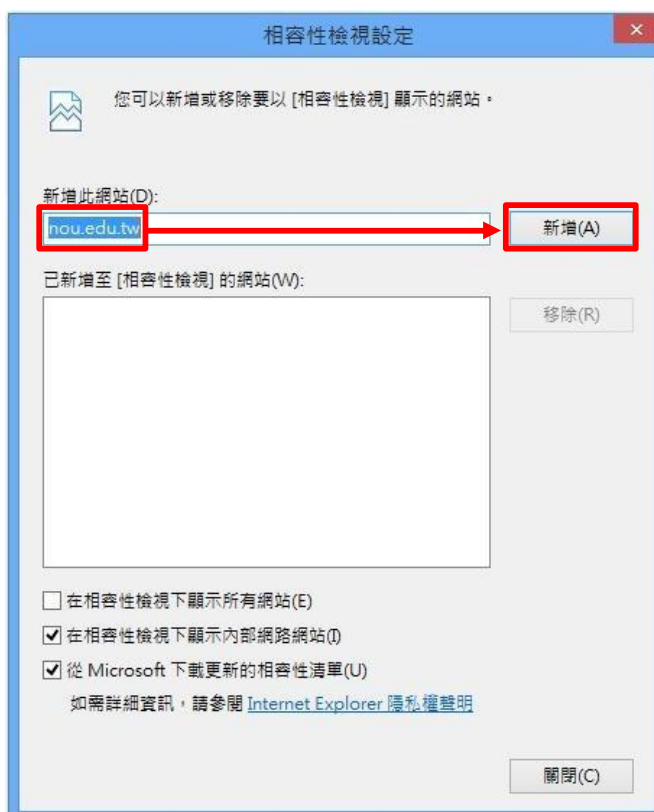 相容性檢視設定
您可以新增或移除要以 [相容性檢視] 顯示的網站。
新增此網站(D):
nou.edu.tw
新增(A)
已新增至 [相容性檢視] 的網站(W):
移除(R)
在相容性檢視下顯示所有網站(E)
在相容性檢視下顯示內部網路網站(I)
從 Microsoft 下載更新的相容性清單(U)
如需詳細資訊，請參閱 Internet Explorer 隱私權聲明
關閉(C)